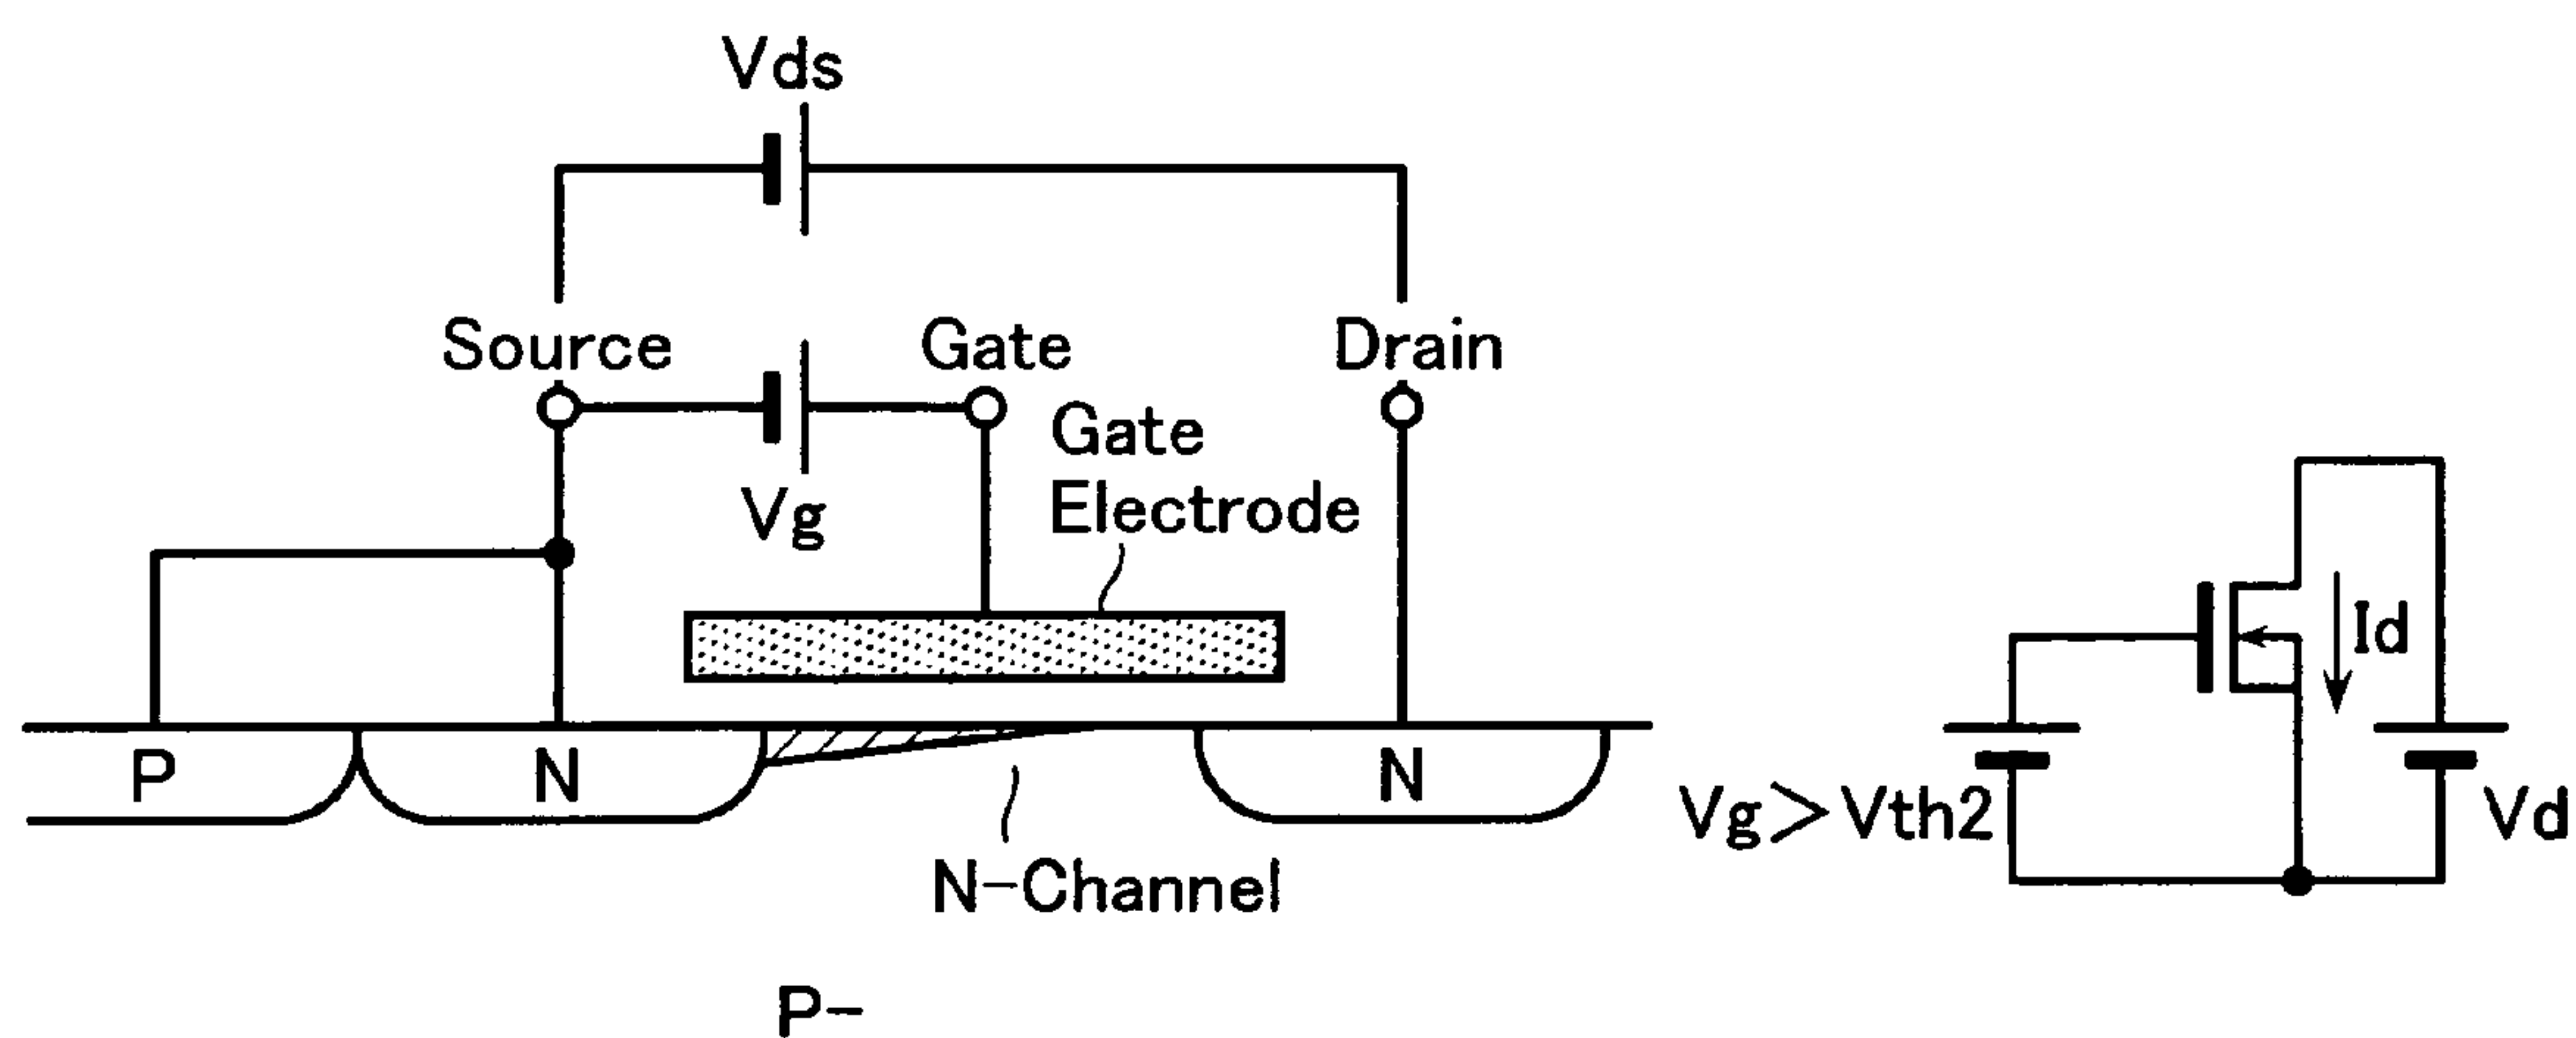 Vds
Source
Gate
Drain
Gate
Electrode
Vg
Id
P
N
N
Vg>Vth2
Vd
N-Channel
P-